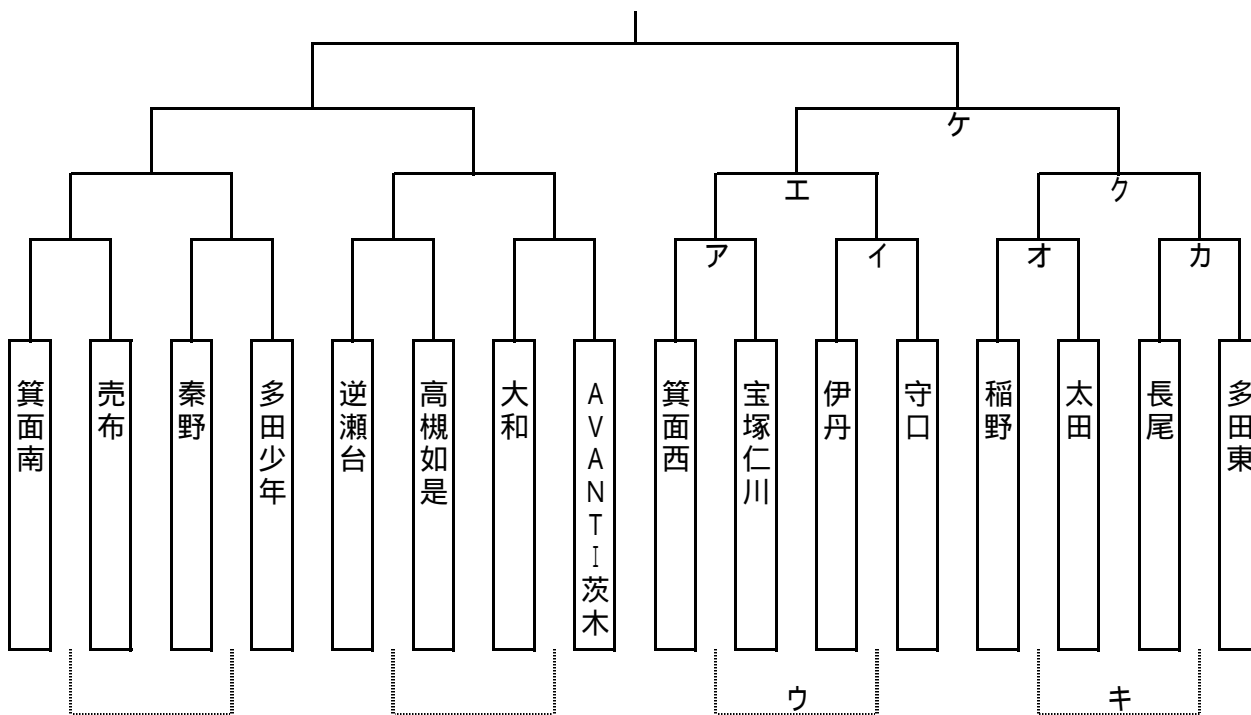 ケ
エ
ク
ア
イ
オ
カ
箕面南
売布
秦野
多田少年
逆瀬台
高槻如是
大和
AVANTI茨木
箕面西
宝塚仁川
伊丹
守口
稲野
太田
長尾
多田東
ウ
キ